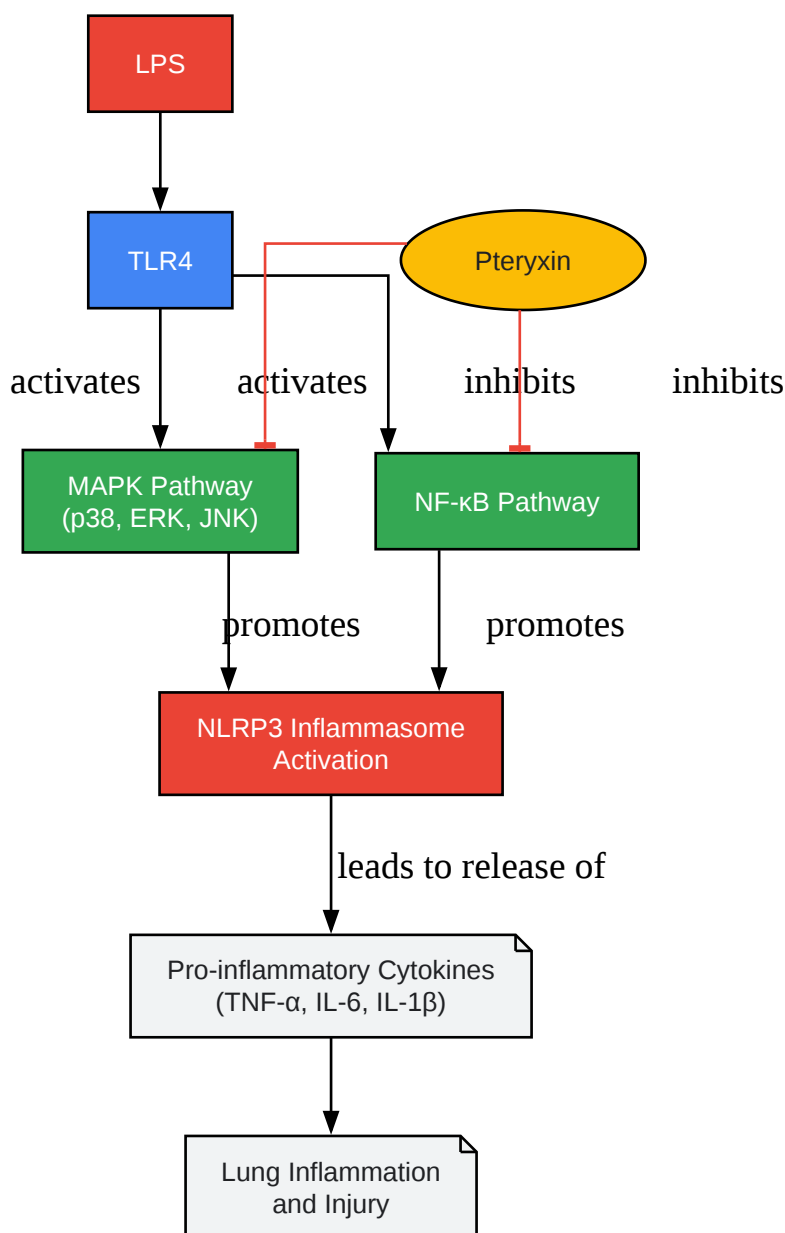 LPS
TLR4
Pteryxin
activates
activates
inhibits
inhibits
MAPK Pathway
(p38, ERK, JNK)
NF-κB Pathway
promotes
promotes
NLRP3 Inflammasome
Activation
leads to release of
Pro-inflammatory Cytokines
(TNF-α, IL-6, IL-1β)
Lung Inflammation
and Injury